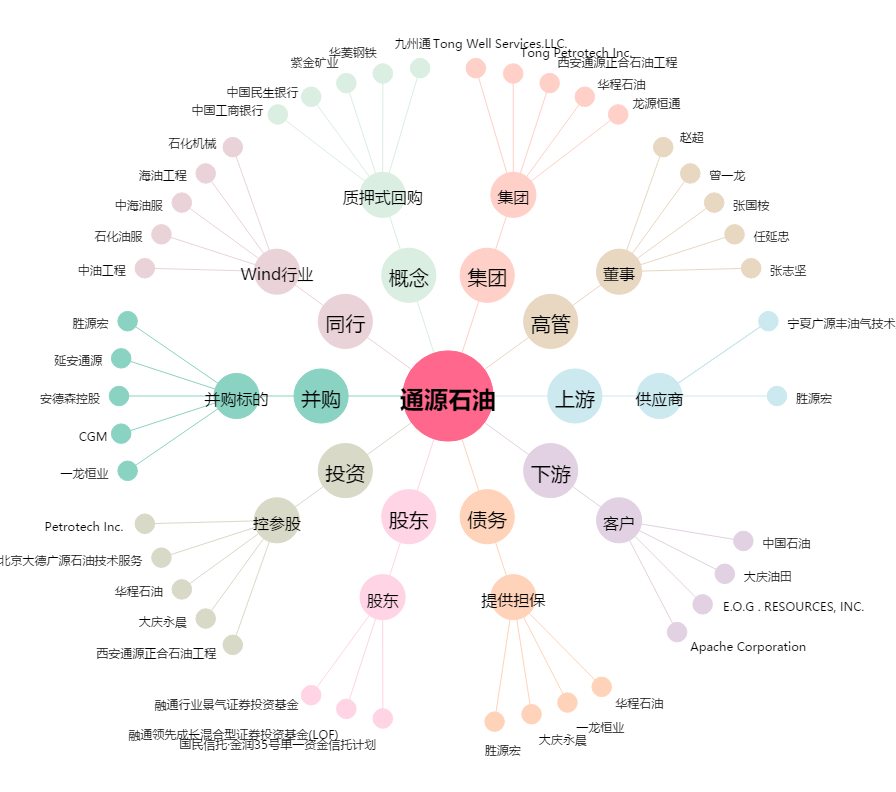 九州通
Tong Well Services.LLC.
华菱钢铁
Tong Petrotech Inc.
紫金矿业
西安通源正合石油工程
中国民生银行
华程石油
中国工商银行
龙源恒通
石化机械
赵超
海油工程
曾一龙
质押式回购
集团
中海油服
张国桉
石化油服
任延忠
中油工程
Wind行业
董事
张志坚
概念
集团
同行
高管
胜源宏
宁夏广源丰油气技术
延安通源
安德森控股
并购标的
并购
通源石油
上游
供应商
胜源宏
CGM
一龙恒业
投资
下游
Petrotech Inc.
控参股
股东
债务
客户
中国石油
北京大德广源石油技术服务
大庆油田
华程石油
股东
提供担保
E.O.G . RESOURCES, INC.
大庆永晨
Apache Corporation
西安通源正合石油工程
融通行业景气证券投资基金
华程石油
融通领先成长混合型证券投资基金(LOF)
一龙恒业
国民信托·金润35号单一资金信托计划
大庆永晨
胜源宏